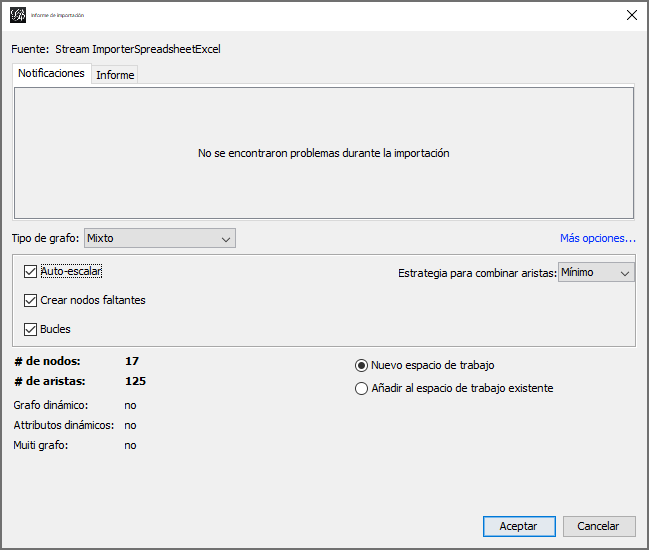 Informe de importación
Fuente: Stream ImporterSpreadsheetExcel
Notificaciones Informe
No se encontraron problemas durante la importación
Tipo de grafo: Mixto Más opciones...
Auto-escalar Estrategia para combinar aristas: Mínimo
Crear nodos faltantes
Bucles
# de nodos: 17 Nuevo espacio de trabajo
# de aristas: 125 Añadir al espacio de trabajo existente
Grafo dinámico: no
Atributos dinámicos: no
Muiti grafo: no
Aceptar Cancelar